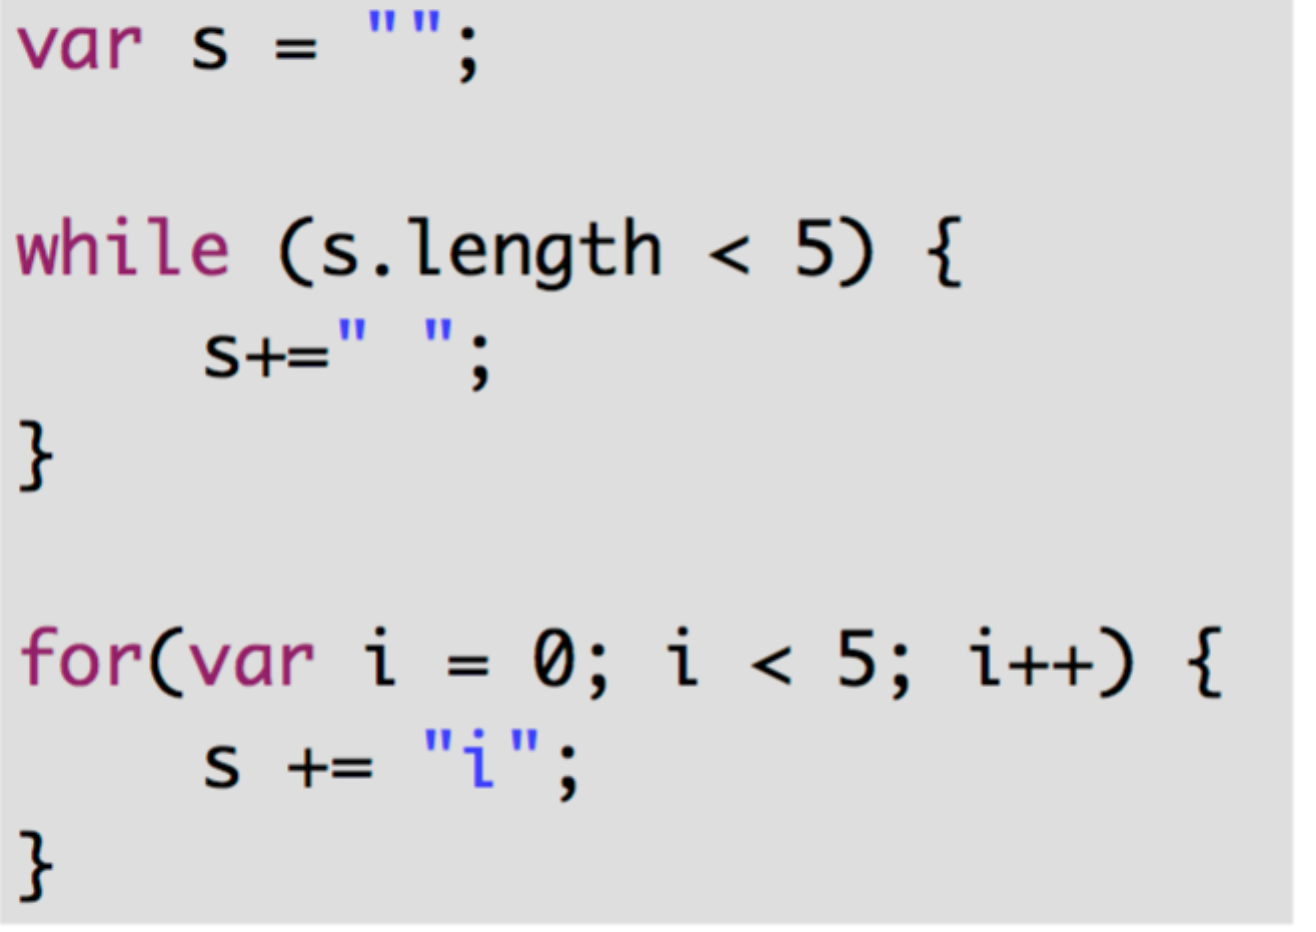 var s = "";
while (s.length < 5) {
    s+=" ";
}
for(var i = 0; i < 5; i++) {
    s += "i";
}